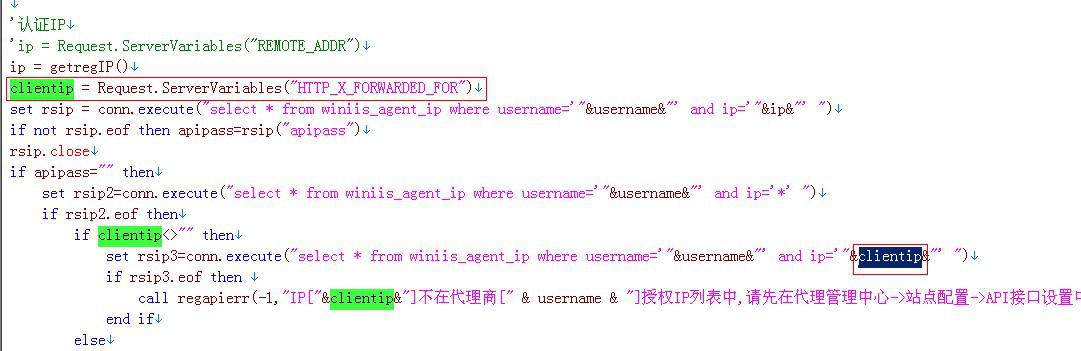 '认证IP↓
'ip = Request.ServerVariables("REMOTE_ADDR")↓
ip = getregIP()↓
clientip = Request.ServerVariables("HTTP_X_FORWARDED_FOR")↓
set rsip = conn.execute("select * from winiis_agent_ip where username='"&username&"' and ip='"&ip&"' ")↓
if not rsip.eof then apipass=rsip("apipass")↓
rsip.close↓
if apipass="" then↓
set rsip2=conn.execute("select * from winiis_agent_ip where username='"&username&"' and ip='*' ")↓
if rsip2.eof then↓
if clientip<>"" then↓
set rsip3=conn.execute("select * from winiis_agent_ip where username='"&username&"' and ip='"&clientip&"' ")↓
if rsip3.eof then ↓
call regapierr(-1,"IP["&clientip&"]不在代理商[" & username & "]授权IP列表中,请先在代理管理中心->站点配置->API接口设置
end if↓
else↓